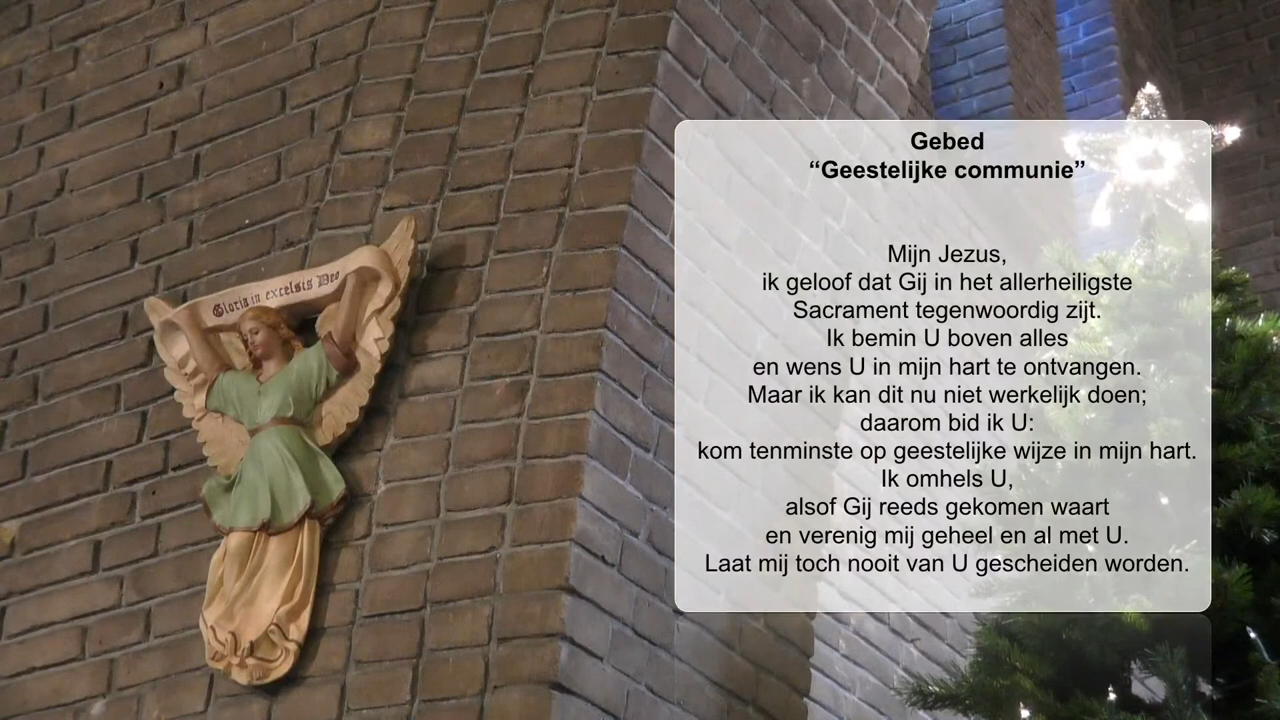 Gloria in excelsis Deo
Gebed
“Geestelijke communie”
Mijn Jezus,
ik geloof dat Gij in het allerheiligste
Sacrament tegenwoordig zijt.
Ik bemin U boven alles
en wens U in mijn hart te ontvangen.
Maar ik kan dit nu niet werkelijk doen;
daarom bid ik U:
kom tenminste op geestelijke wijze in mijn hart.
Ik omhels U,
alsof Gij reeds gekomen waart
en verenig mij geheel en al met U.
Laat mij toch nooit van U gescheiden worden.